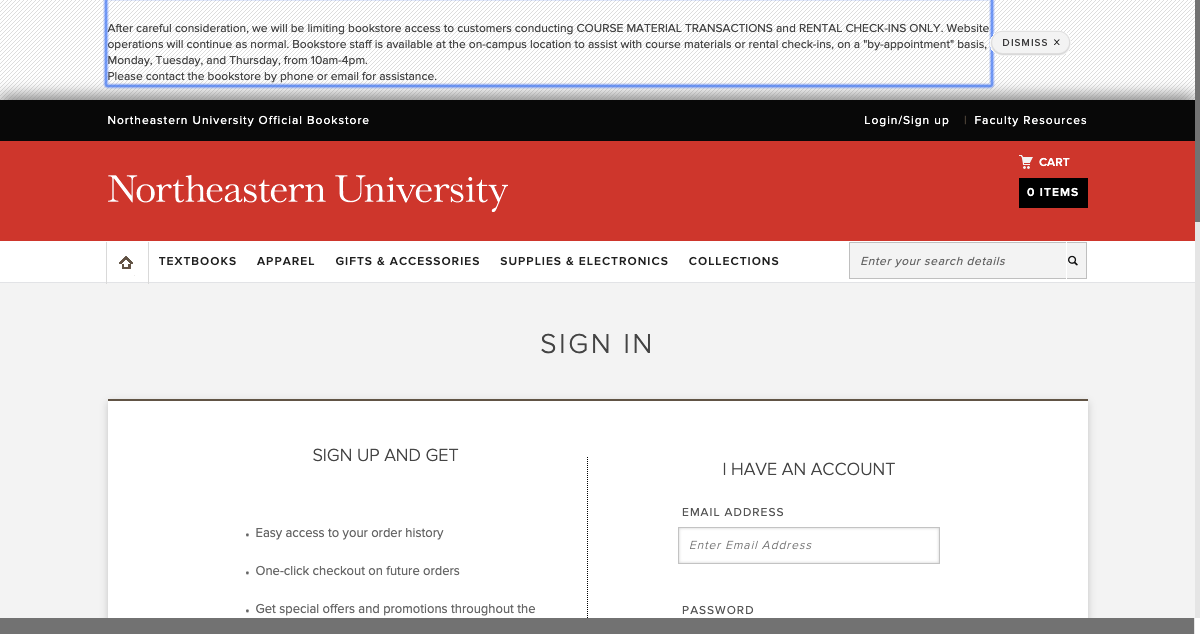 After careful consideration, we will be limiting bookstore access to customers conducting COURSE MATERIAL TRANSACTIONS and RENTAL CHECK-INS ONLY. Website
operations will continue as normal. Bookstore staff is available at the on-campus location to assist with course materials or rental check-ins, on a "by-appointment" basis,
Monday, Tuesday, and Thursday, from 10am-4pm.
Please contact the bookstore by phone or email for assistance.
DISMISS ×
Northeastern University Official Bookstore
Login/Sign up | Faculty Resources
CART
Northeastern University
0 ITEMS
TEXTBOOKS APPAREL GIFTS & ACCESSORIES SUPPLIES & ELECTRONICS COLLECTIONS
Enter your search details
SIGN IN
SIGN UP AND GET
• Easy access to your order history
• One-click checkout on future orders
• Get special offers and promotions throughout the
I HAVE AN ACCOUNT
EMAIL ADDRESS
Enter Email Address
PASSWORD